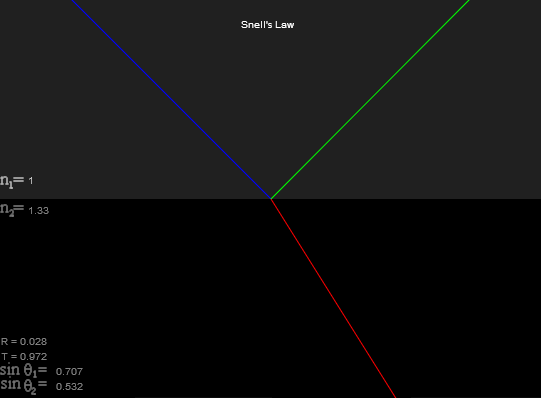 Snell's Law
n₁= 1
n₂= 1.33
R = 0.028
T = 0.972
sin θ₁= 0.707
sin θ₂= 0.532